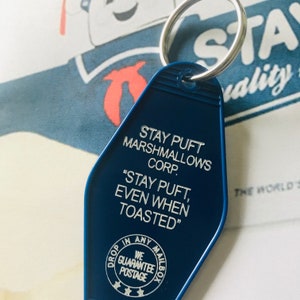 STAY
uality
THE WORLD'S
STAY PUFT
MARSHMALLOWS
CORP.
"STAY PUFT,
EVEN WHEN
TOASTED"
DROP IN ANY MAILBOX
WE
GUARANTEE
POSTAGE